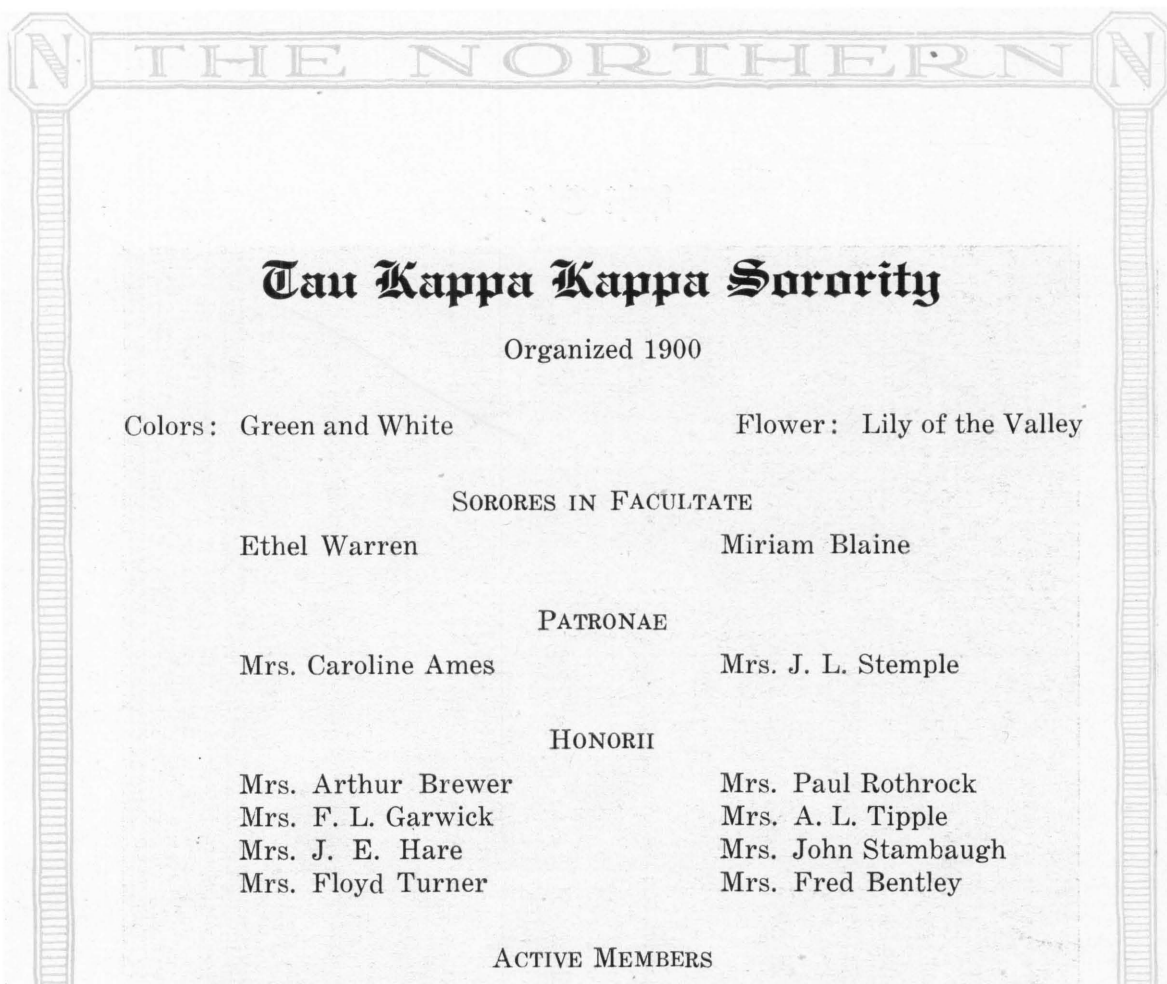 N THE NORTHERN N
Tau Kappa Kappa Sorority
Organized 1900
Colors: Green and White Flower: Lily of the Valley
SORORES IN FACULTATE
Ethel Warren Miriam Blaine
PATRONAE
Mrs. Caroline Ames Mrs. J. L. Stemple
HONORII
Mrs. Arthur Brewer Mrs. Paul Rothrock
Mrs. F. L. Garwick Mrs. A. L. Tipple
Mrs. J. E. Hare Mrs. John Stambaugh
Mrs. Floyd Turner Mrs. Fred Bentley
ACTIVE MEMBERS